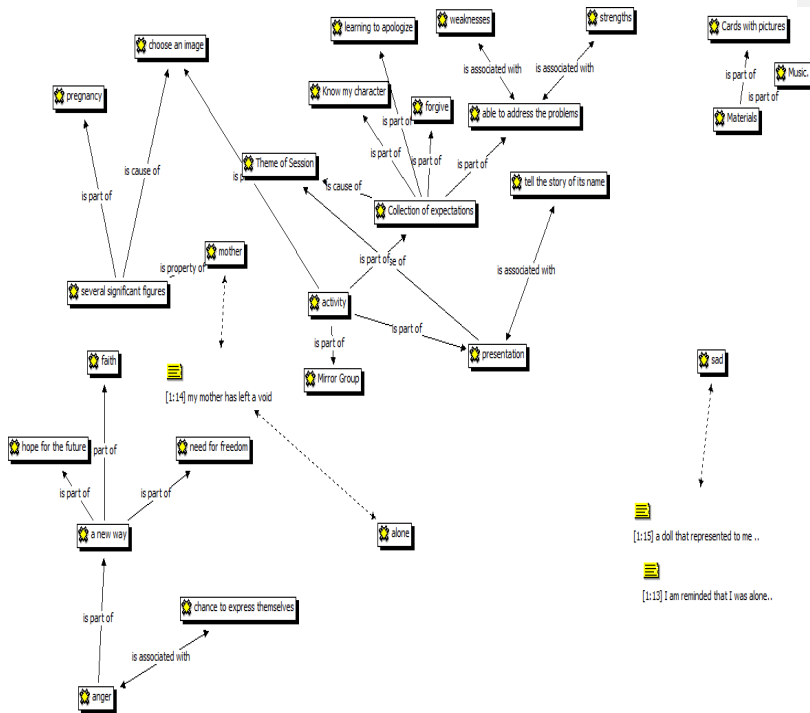 learning to apologize
weaknesses
strengths
Cards with pictures
choose an image
is associated with
is associated with
is part of
Music.
is part of
pregnancy
Know my character
forgive
able to address the problems
Materials
is part of
is cause of
is part of
is part of
is part of
Theme of Session
is cause of
tell the story of its name
is part of
Collection of expectations
mother
is property of
is part of
is associated with
several significant figures
activity
is part of
is part of
presentation
faith
sad
Mirror Group
[1:14] my mother has left a void
hope for the future
part of
need for freedom
is part of
is part of
a new way
alone
[1:15] a doll that represented to me ..
[1:13] I am reminded that I was alone..
is part of
chance to express themselves
is associated with
anger